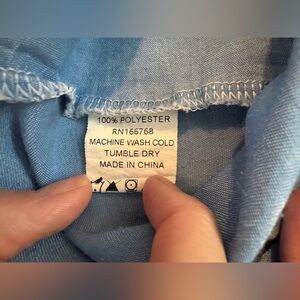 100% POLYESTER
RN166768
MACHINE WASH COLD
TUMBLE DRY
MADE IN CHINA